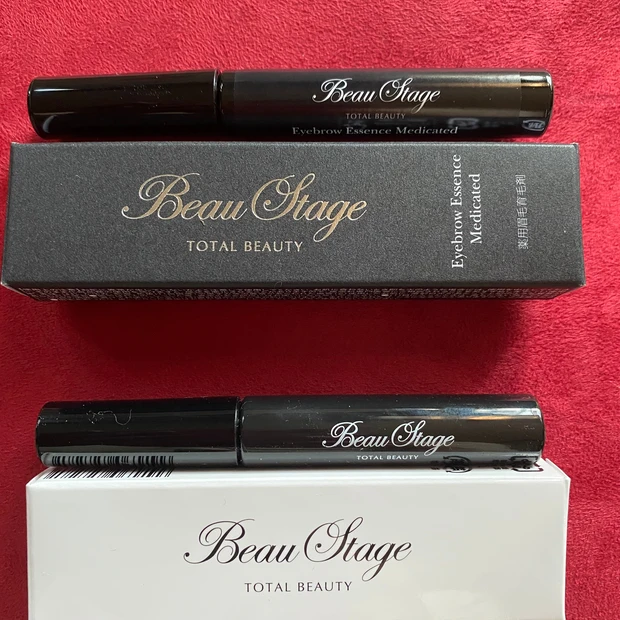 Beau Stage
TOTAL BEAUTY
Eyebrow Essence Medicated
Beau Stage
TOTAL BEAUTY
Eyebrow Essence
Medicated
薬用眉毛育毛剤
Beau Stage
TOTAL BEAUTY
Beau Stage
TOTAL BEAUTY